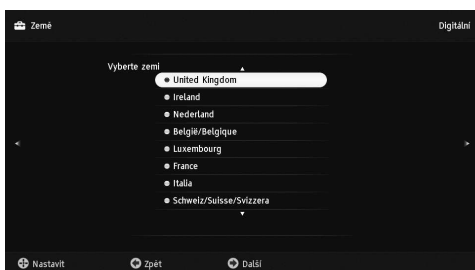 Země
Digitální
Vyberte zemi
United Kingdom
Ireland
Nederland
België/Belgique
Luxembourg
France
Italia
Schweiz/Suisse/Svizzera
Nastavit
Zpět
Další